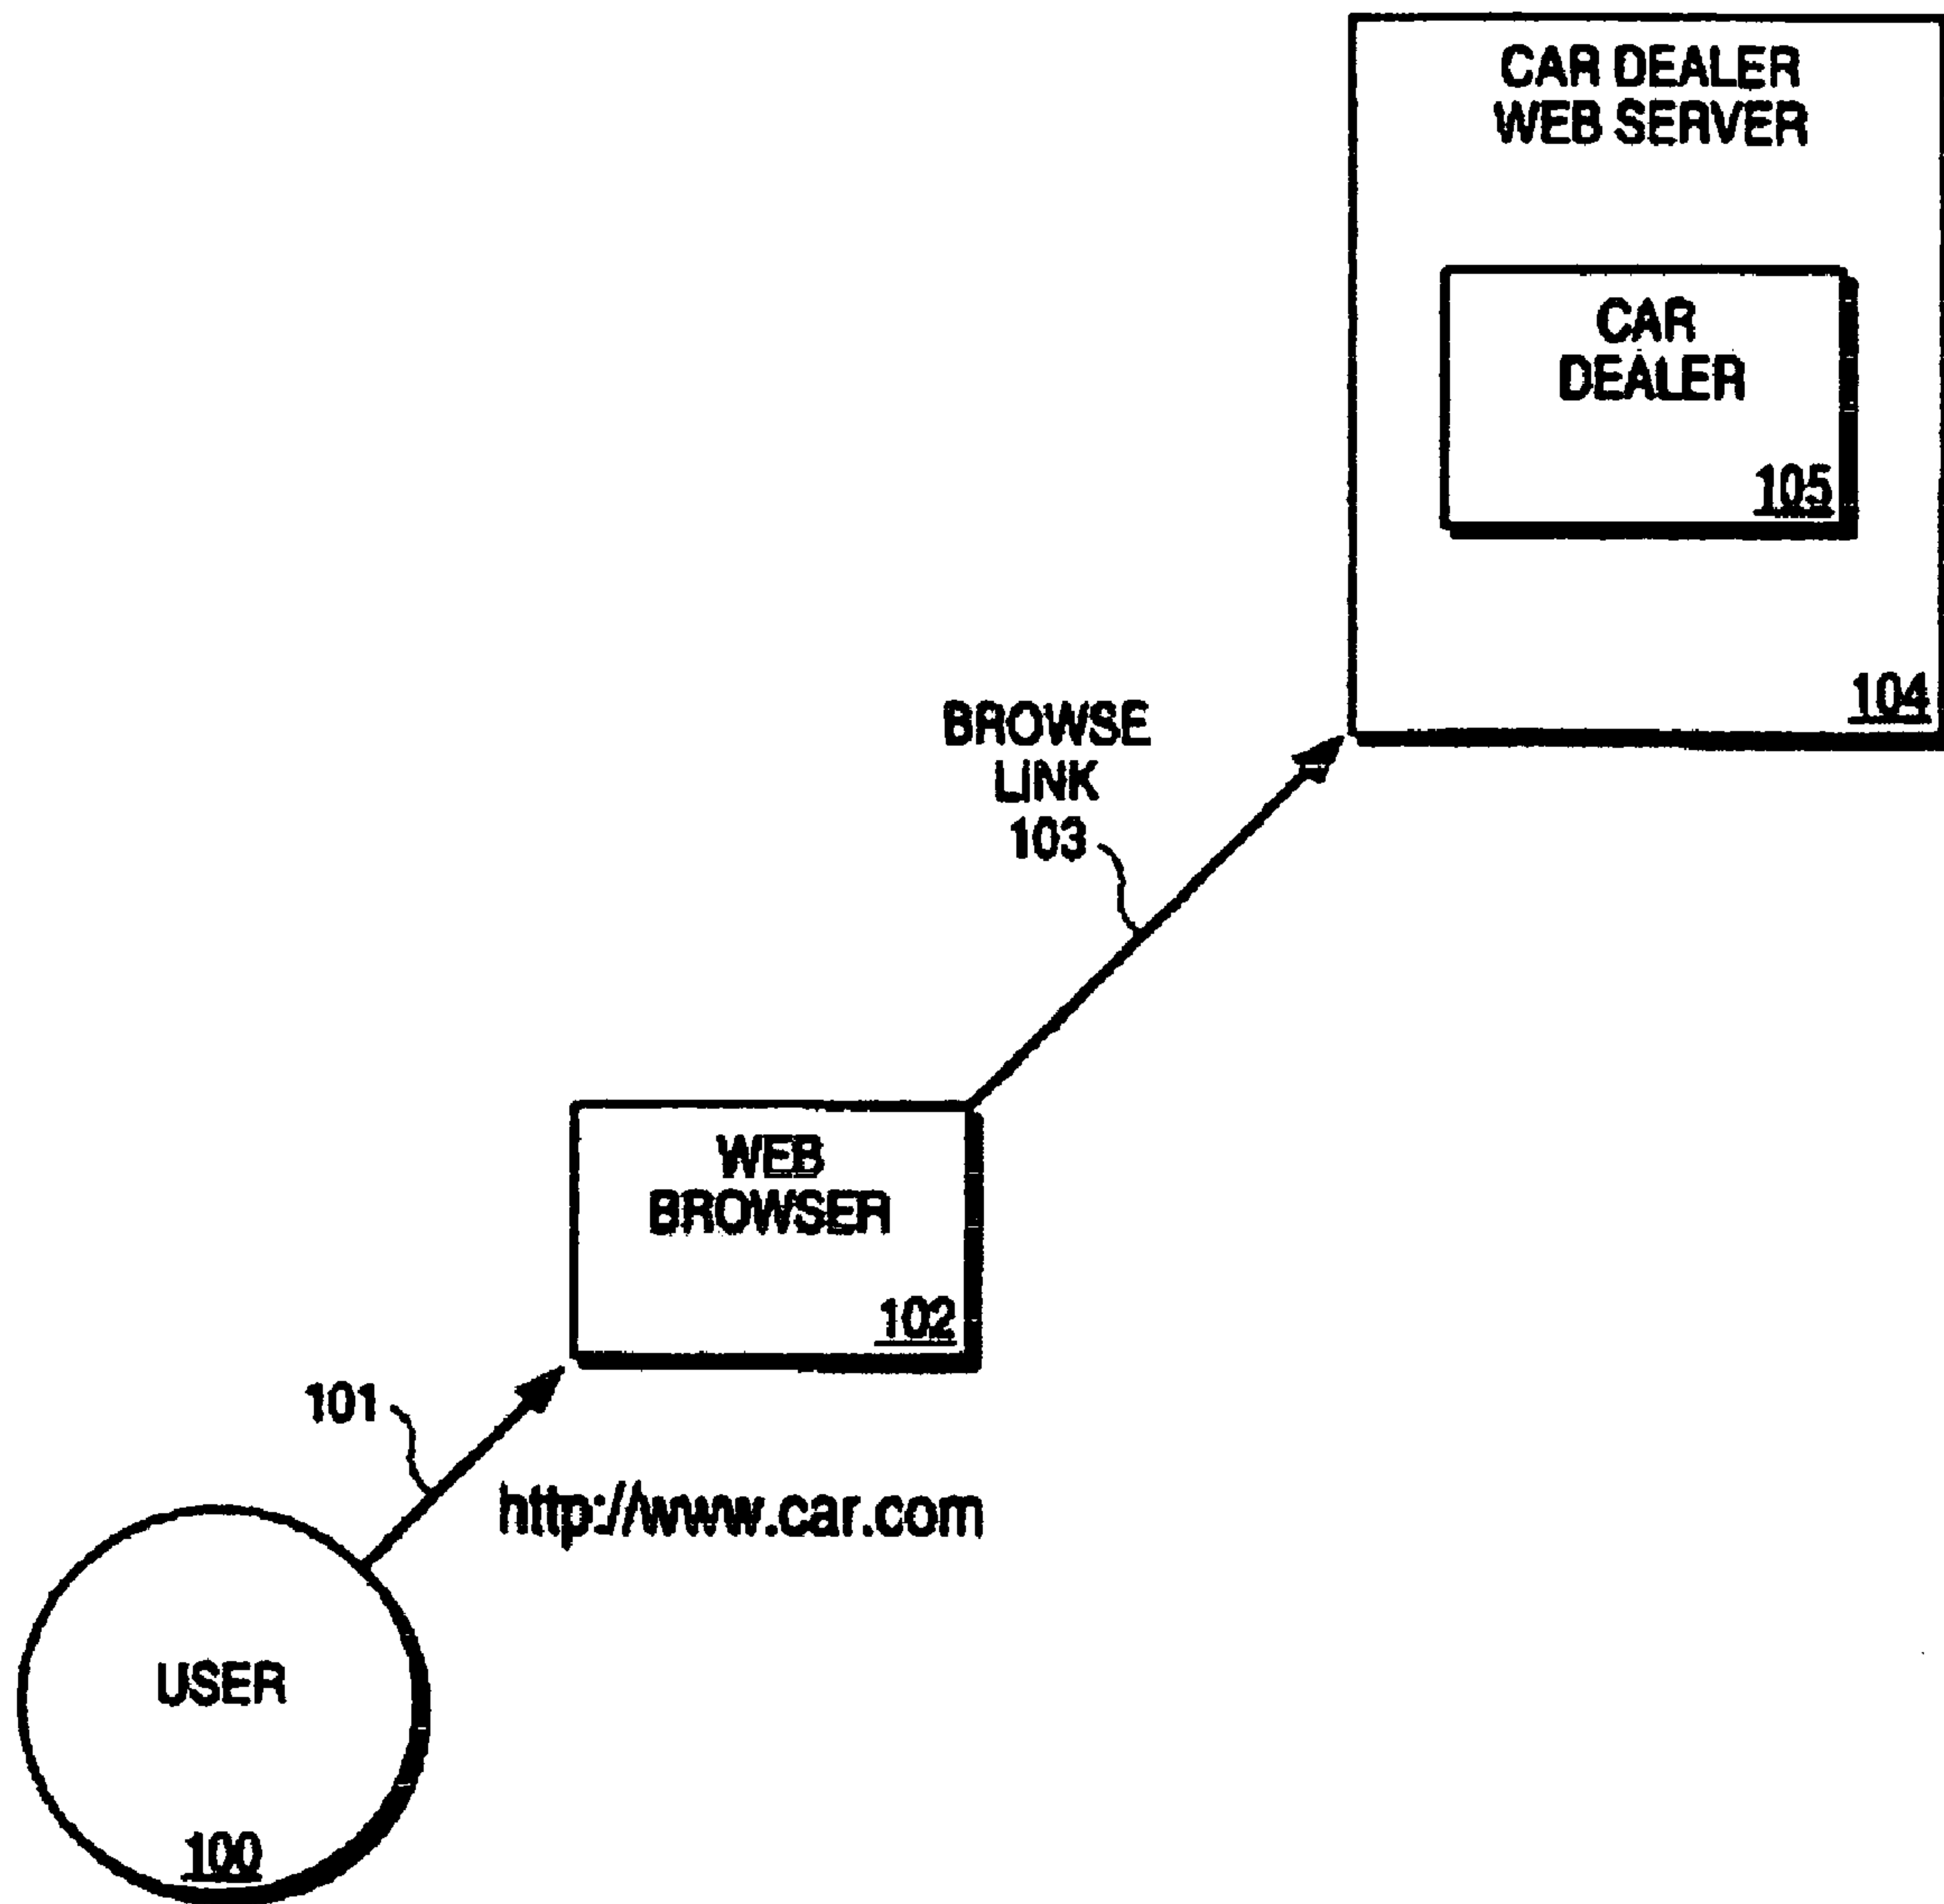 CAR DEALER
WEB SERVER
CAR
DEALER
105
104
BROWSE
LINK
103
WEB
BROWSER
102
101
http://www.car.com
USER
100